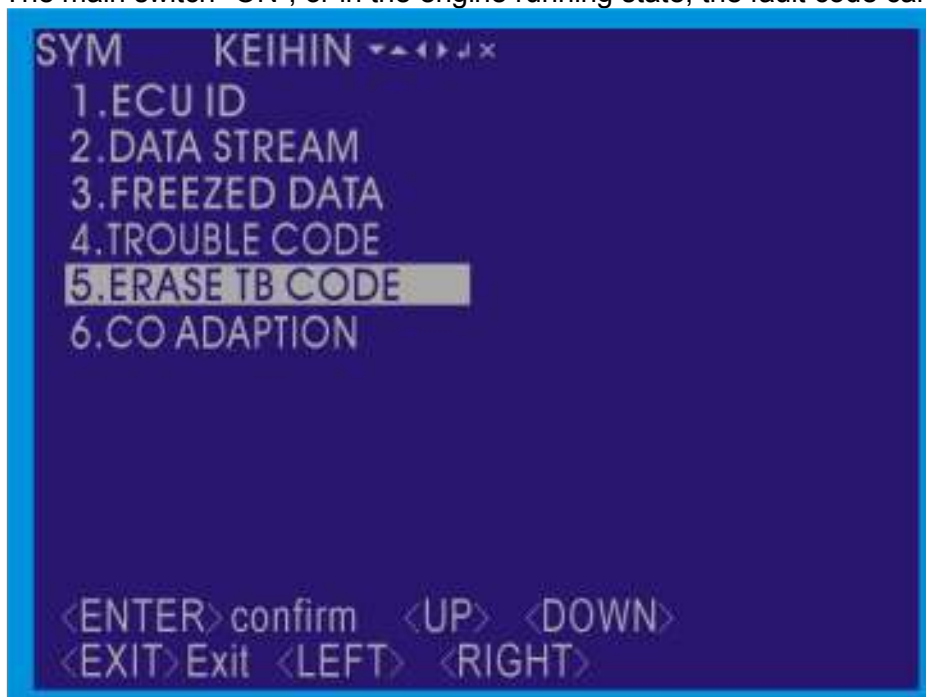 The main switch "ON", or in the engine running state, the fault code can
SYM KEIHIN ▼▲◀▶↲×
1.ECU ID
2.DATA STREAM
3.FREEZED DATA
4.TROUBLE CODE
5.ERASE TB CODE
6.CO ADAPTION
<ENTER>confirm <UP> <DOWN>
<EXIT>Exit <LEFT> <RIGHT>